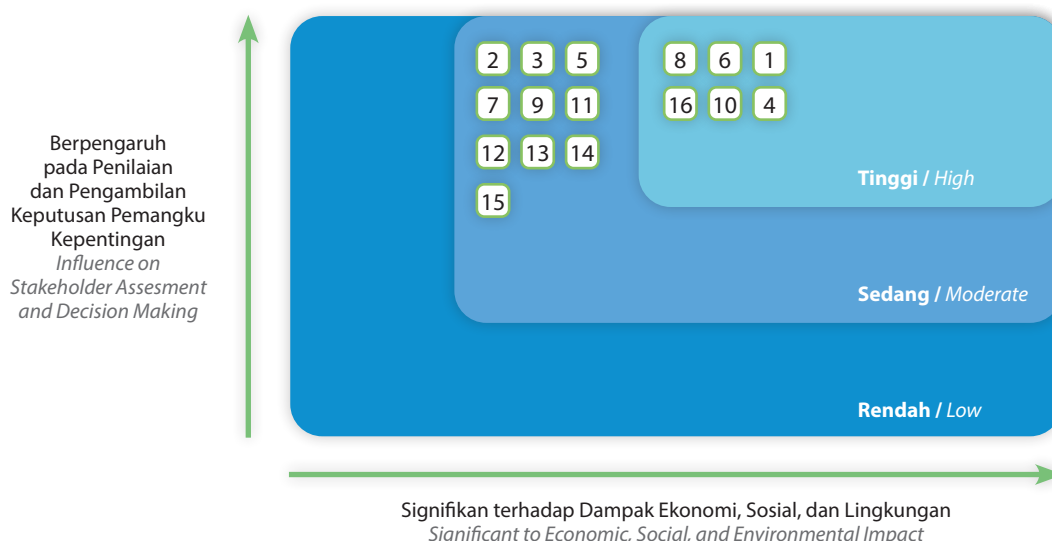 Berpengaruh
pada Penilaian
dan Pengambilan
Keputusan Pemangku
Kepentingan
Influence on
Stakeholder Assesment
and Decision Making
2 3 5
7 9 11
12 13 14
15
8 6 1
16 10 4
Tinggi / High
Sedang / Moderate
Rendah / Low
Signifikan terhadap Dampak Ekonomi, Sosial, dan Lingkungan
Significant to Economic, Social, and Environmental Impact